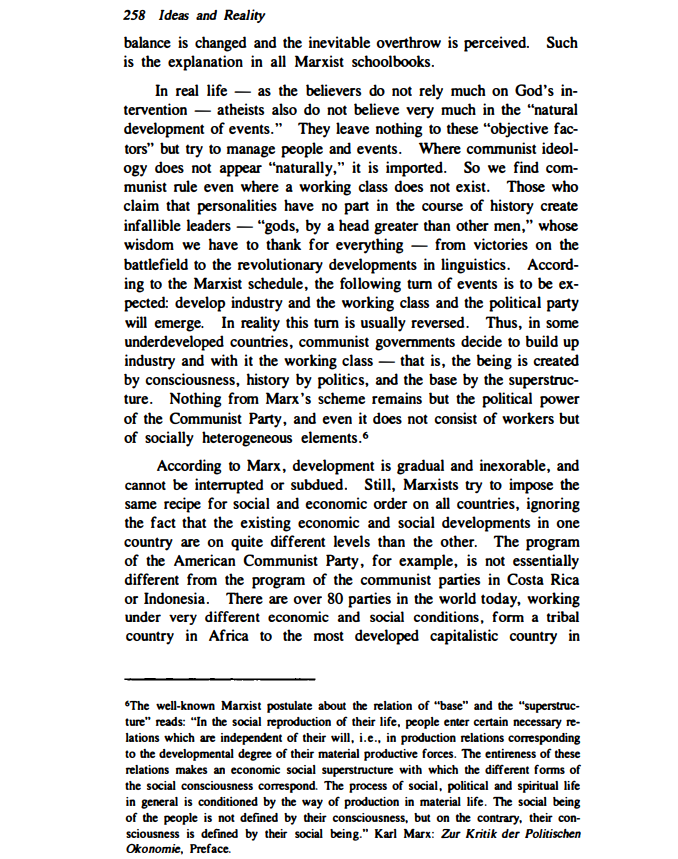 258 Ideas and Reality
balance is changed and the inevitable overthrow is perceived. Such
is the explanation in all Marxist schoolbooks.
In real life — as the believers do not rely much on God's in-
tervention — atheists also do not believe very much in the “natural
development of events.” They leave nothing to these “objective fac-
tors” but try to manage people and events. Where communist ideol-
ogy does not appear “naturally,” it is imported. So we find com-
munist rule even where a working class does not exist. Those who
claim that personalities have no part in the course of history create
infallible leaders — “gods, by a head greater than other men,” whose
wisdom we have to thank for everything — from victories on the
battlefield to the revolutionary developments in linguistics. Accord-
ing to the Marxist schedule, the following turn of events is to be ex-
pected: develop industry and the working class and the political party
will emerge. In reality this turn is usually reversed. Thus, in some
underdeveloped countries, communist governments decide to build up
industry and with it the working class — that is, the being is created
by consciousness, history by politics, and the base by the superstruc-
ture. Nothing from Marx's scheme remains but the political power
of the Communist Party, and even it does not consist of workers but
of socially heterogeneous elements.⁶
According to Marx, development is gradual and inexorable, and
cannot be interrupted or subdued. Still, Marxists try to impose the
same recipe for social and economic order on all countries, ignoring
the fact that the existing economic and social developments in one
country are on quite different levels than the other. The program
of the American Communist Party, for example, is not essentially
different from the program of the communist parties in Costa Rica
or Indonesia. There are over 80 parties in the world today, working
under very different economic and social conditions, form a tribal
country in Africa to the most developed capitalistic country in
⁶The well-known Marxist postulate about the relation of “base” and the “superstruc-
ture” reads: “In the social reproduction of their life, people enter certain necessary re-
lations which are independent of their will, i.e., in production relations corresponding
to the developmental degree of their material productive forces. The entireness of these
relations makes an economic social superstructure with which the different forms of
the social consciousness correspond. The process of social, political and spiritual life
in general is conditioned by the way of production in material life. The social being
of the people is not defined by their consciousness, but on the contrary, their con-
sciousness is defined by their social being.” Karl Marx: Zur Kritik der Politischen
Okonomie, Preface.